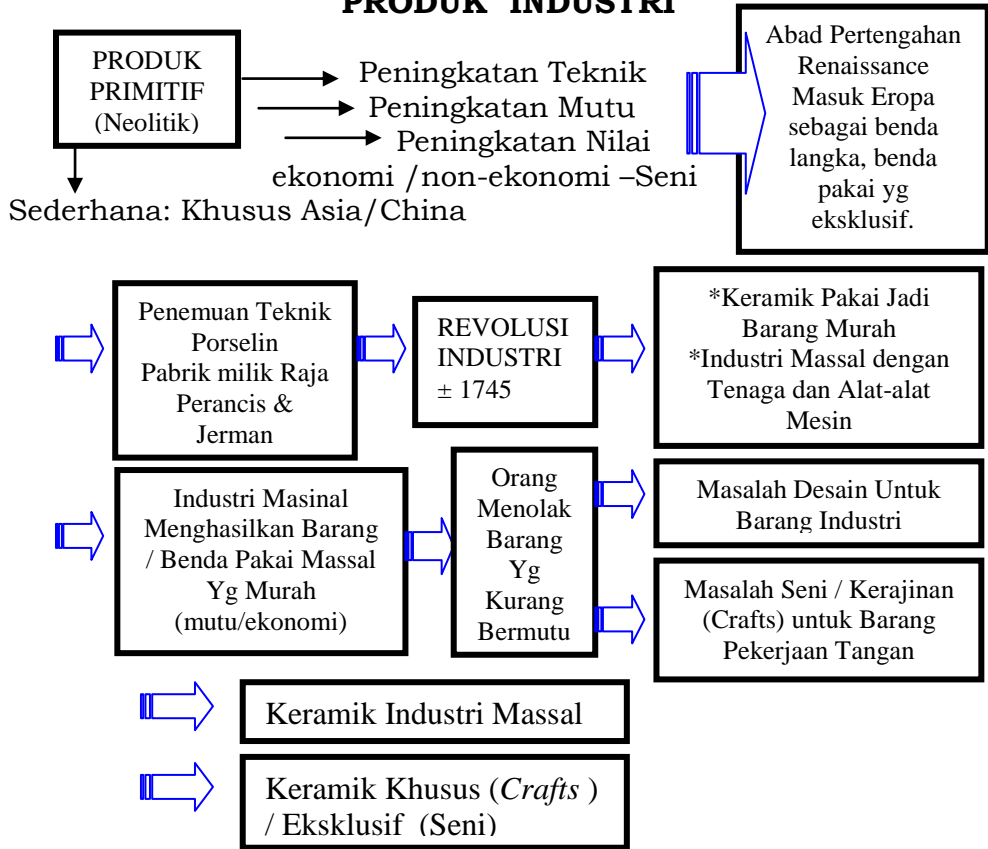 PRODUK INDUSTRI
PRODUK
PRIMITIF
(Neolitik)
Peningkatan Teknik
Peningkatan Mutu
Peningkatan Nilai
ekonomi /non-ekonomi –Seni
Sederhana: Khusus Asia/China
Abad Pertengahan
Renaissance
Masuk Eropa
sebagai benda
langka, benda
pakai yg
eksklusif.
Penemuan Teknik
Porselin
Pabrik milik Raja
Perancis &
Jerman
REVOLUSI
INDUSTRI
± 1745
*Keramik Pakai Jadi
Barang Murah
*Industri Massal dengan
Tenaga dan Alat-alat
Mesin
Industri Masinal
Menghasilkan Barang
/ Benda Pakai Massal
Yg Murah
(mutu/ekonomi)
Orang
Menolak
Barang
Yg
Kurang
Bermutu
Masalah Desain Untuk
Barang Industri
Masalah Seni / Kerajinan
(Crafts) untuk Barang
Pekerjaan Tangan
Keramik Industri Massal
Keramik Khusus (Crafts )
/ Eksklusif (Seni)